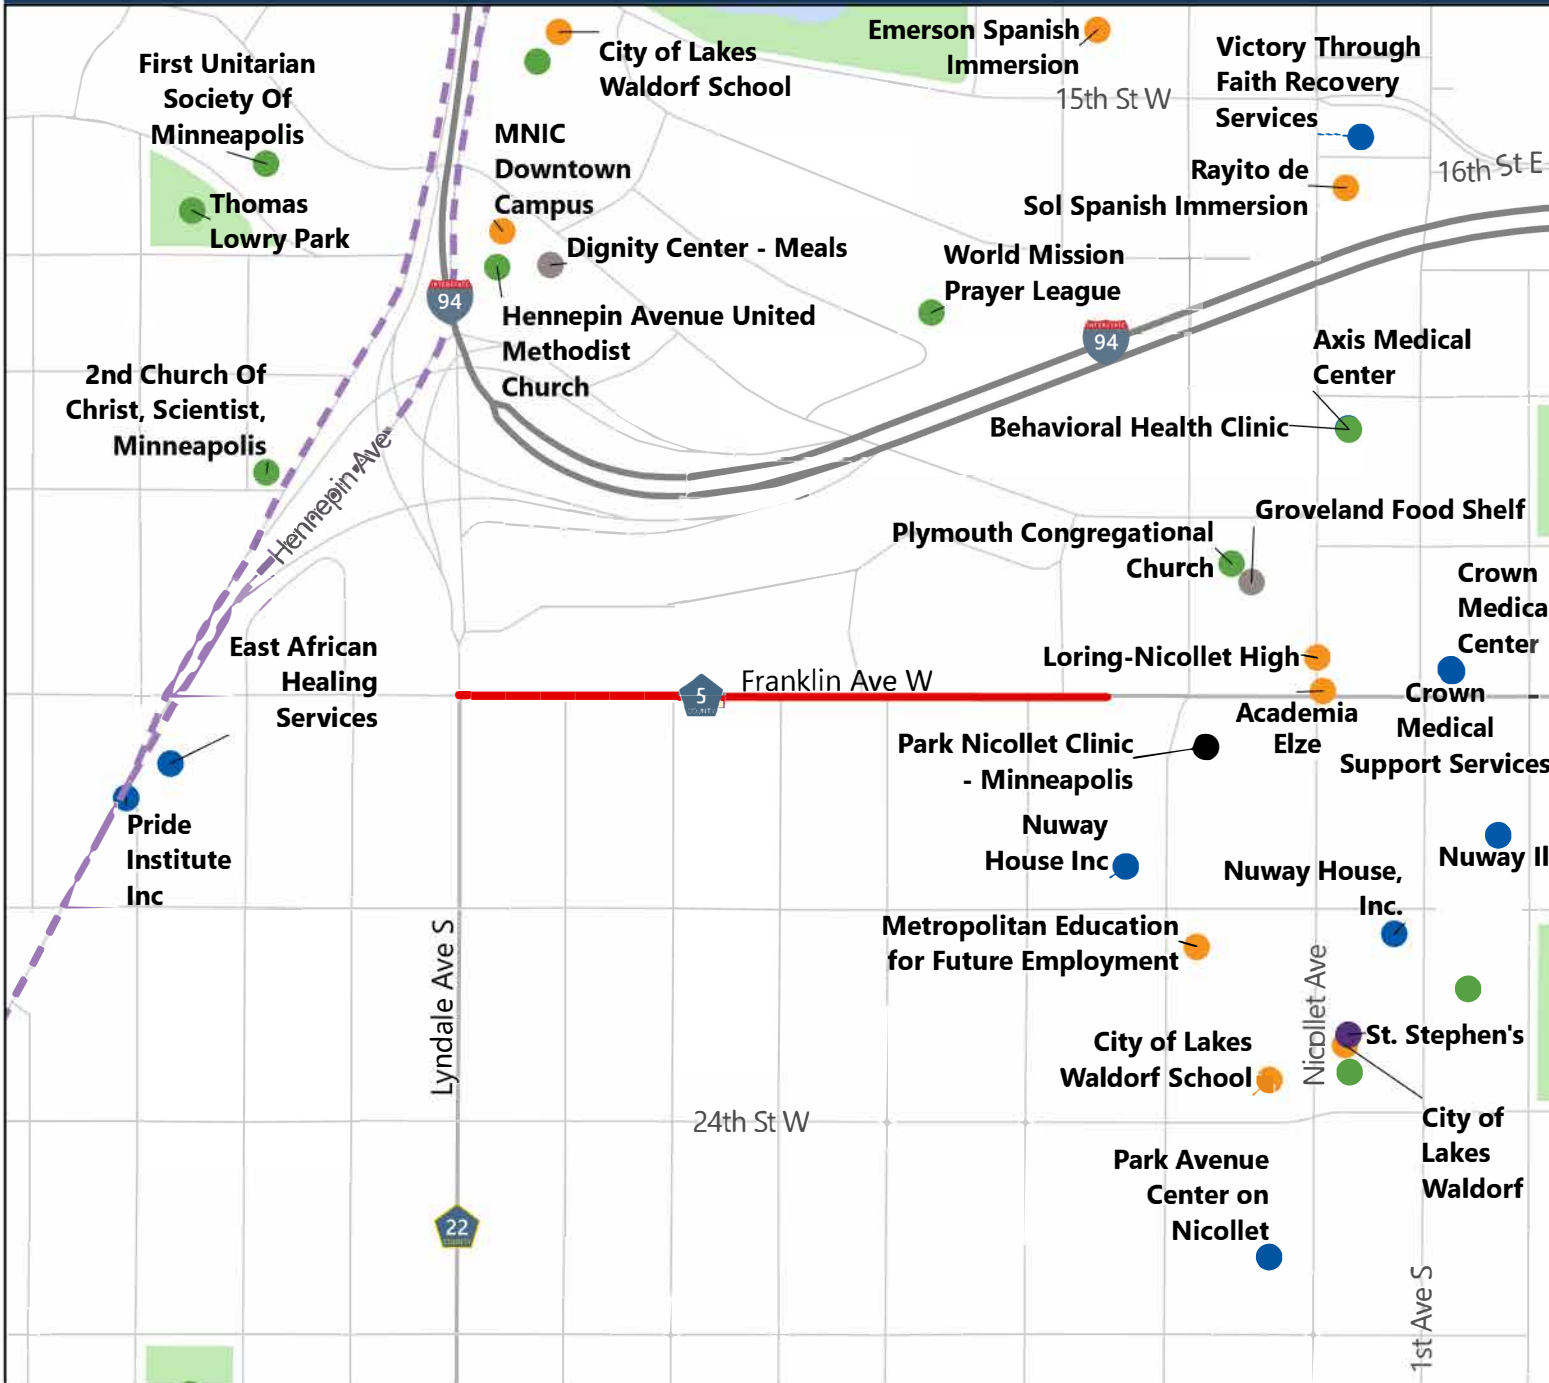 City of Lakes
Waldorf School
Emerson Spanish
Immersion
15th St W
Victory Through
Faith Recovery
Services
First Unitarian
Society Of
Minneapolis
Thomas
Lowry Park
MNIC
Downtown
Campus
Dignity Center - Meals
Hennepin Avenue United
Methodist
Church
INTERSTATE
94
16th St E
Rayito de
Sol Spanish Immersion
World Mission
Prayer League
INTERSTATE
94
Axis Medical
Center
Behavioral Health Clinic
2nd Church Of
Christ, Scientist,
Minneapolis
Hennepin Ave
Groveland Food Shelf
Plymouth Congregational
Church
Crown
Medica
Center
East African
Healing
Services
Loring-Nicollet High
Franklin Ave W
5
COUNTY
Academia
Elze
Crown
Medical
Support Services
Park Nicollet Clinic
- Minneapolis
Pride
Institute
Inc
Nuway
House Inc
Nuway II
Nuway House,
Inc.
Metropolitan Education
for Future Employment
Lyndale Ave S
Nicollet Ave
St. Stephen's
City of Lakes
Waldorf School
24th St W
City of
Lakes
Waldorf
Park Avenue
Center on
Nicollet
22
COUNTY
1st Ave S